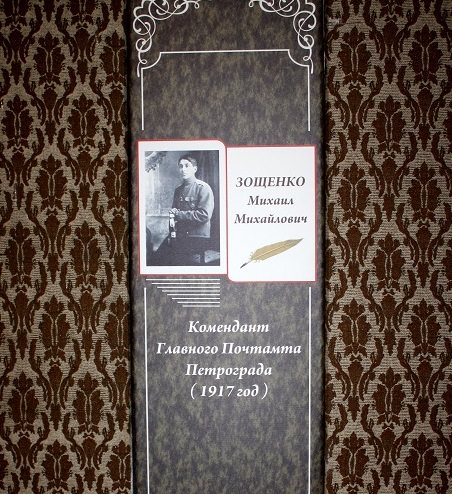 ЗОЩЕНКО
Михаил
Михайлович
Комендант
Главного Почтамта
Петрограда
( 1917 год )